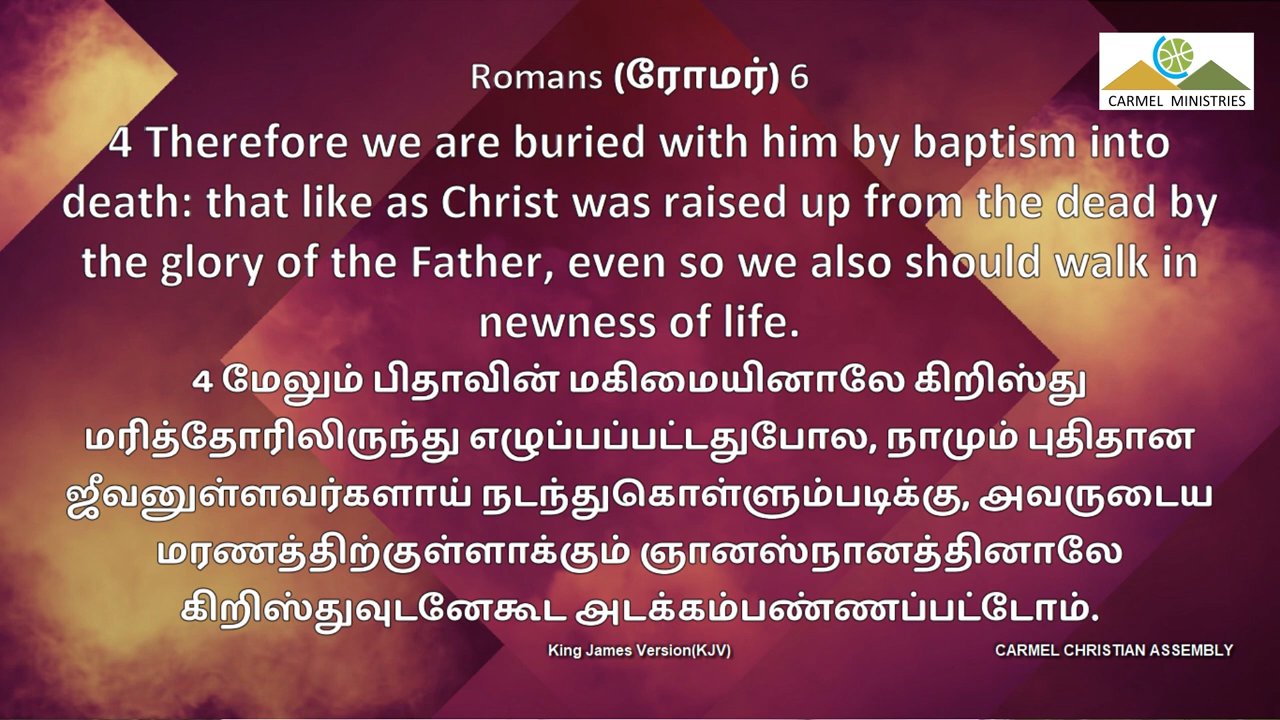 Romans (ரோமர்) 6
CARMEL MINISTRIES
4 Therefore we are buried with him by baptism into
death: that like as Christ was raised up from the dead by
the glory of the Father, even so we also should walk in
newness of life.
4 மேலும் பிதாவின் மகிமையினாலே கிறிஸ்து
மரித்தோரிலிருந்து எழுப்பப்பட்டதுபோல, நாமும் புதிதான
ஜீவனுள்ளவர்களாய் நடந்துகொள்ளும்படிக்கு, அவருடைய
மரணத்திற்குள்ளாக்கும் ஞானஸ்நானத்தினாலே
கிறிஸ்துவுடனேகூட அடக்கம்பண்ணப்பட்டோம்.
King James Version(KJV)
CARMEL CHRISTIAN ASSEMBLY